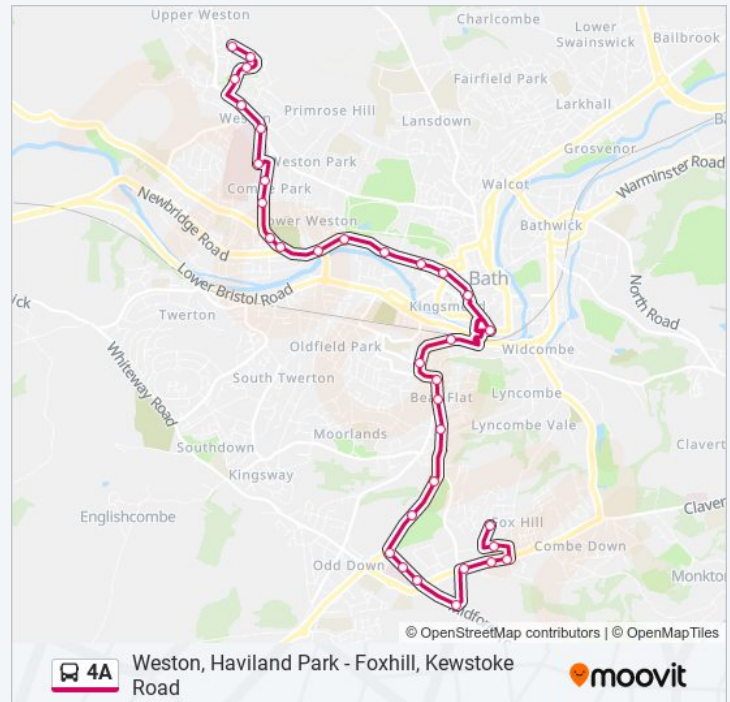 Upper Weston
Charlcombe
Lower
Swainswick
Bailbrook
Fairfield Park
Primrose Hill
Larkhall
Lansdown
Weston
Grosvenor
Weston Park
Warminster Road
Combe Park
Walcot
Newbridge Road
Lower Weston
Bathwick
Lower Bristol Road
Bath
North Road
Twerton
Widcombe
Oldfield Park
Whiteway Road
South Twerton
Lyncombe
Bear Flat
Lyncombe Vale
Moorlands
Southdown
Kingsway
Englishcombe
Fox Hill
Combe Down
Odd Down
© OpenStreetMap contributors | © OpenMapTiles
4A
Weston, Haviland Park - Foxhill, Kewstoke
Road
moovit